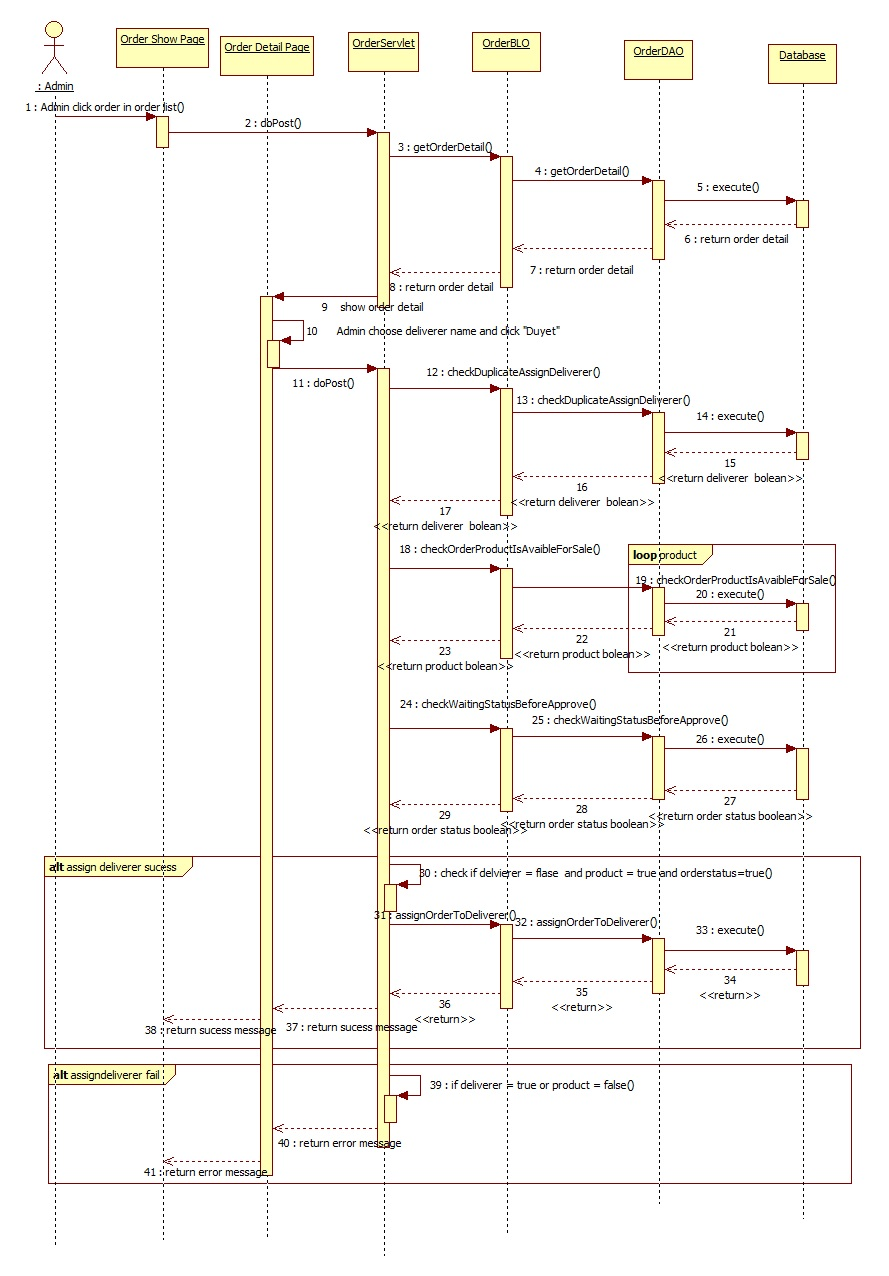 Order Show Page
Order Detail Page
OrderServlet
OrderBLO
OrderDAO
Database
: Admin
1 : Admin click order in order list()
2 : doPost()
3 : getOrderDetail()
4 : getOrderDetail()
5 : execute()
6 : return order detail
7 : return order detail
8 : return order detail
9 show order detail
10 Admin choose deliverer name and click "Duyet"
11 : doPost()
12 : checkDuplicateAssignDeliverer()
13 : checkDuplicateAssignDeliverer()
14 : execute()
15
<<return deliverer bolean>>
16
<<return deliverer bolean>>
17
<<return deliverer bolean>>
18 : checkOrderProductIsAvaibleForSale()
loop product
19 : checkOrderProductIsAvaibleForSale()
20 : execute()
21
<<return product bolean>>
22
<<return product bolean>>
23
<<return product bolean>>
24 : checkWaitingStatusBeforeApprove()
25 : checkWaitingStatusBeforeApprove()
26 : execute()
27
<<return order status boolean>>
28
<<return order status boolean>>
29
<<return order status boolean>>
alt assign deliverer sucess
30 : check if delvierer = flase and product = true and orderstatus=true()
31 : assignOrderToDeliverer()
32 : assignOrderToDeliverer()
33 : execute()
34
<<return>>
35
<<return>>
36
<<return>>
37 : return sucess message
38 : return sucess message
alt assigndeliverer fail
39 : if deliverer = true or product = false()
40 : return error message
41 : return error message